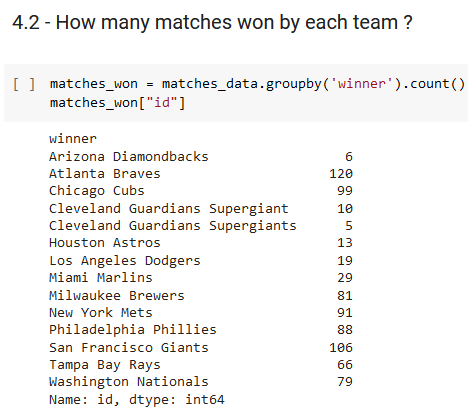 4.2 - How many matches won by each team ?
[ ] matches_won = matches_data.groupby('winner').count()
matches_won["id"]
winner
Arizona Diamondbacks 6
Atlanta Braves 120
Chicago Cubs 99
Cleveland Guardians Supergiant 10
Cleveland Guardians Supergiants 5
Houston Astros 13
Los Angeles Dodgers 19
Miami Marlins 29
Milwaukee Brewers 81
New York Mets 91
Philadelphia Phillies 88
San Francisco Giants 106
Tampa Bay Rays 66
Washington Nationals 79
Name: id, dtype: int64